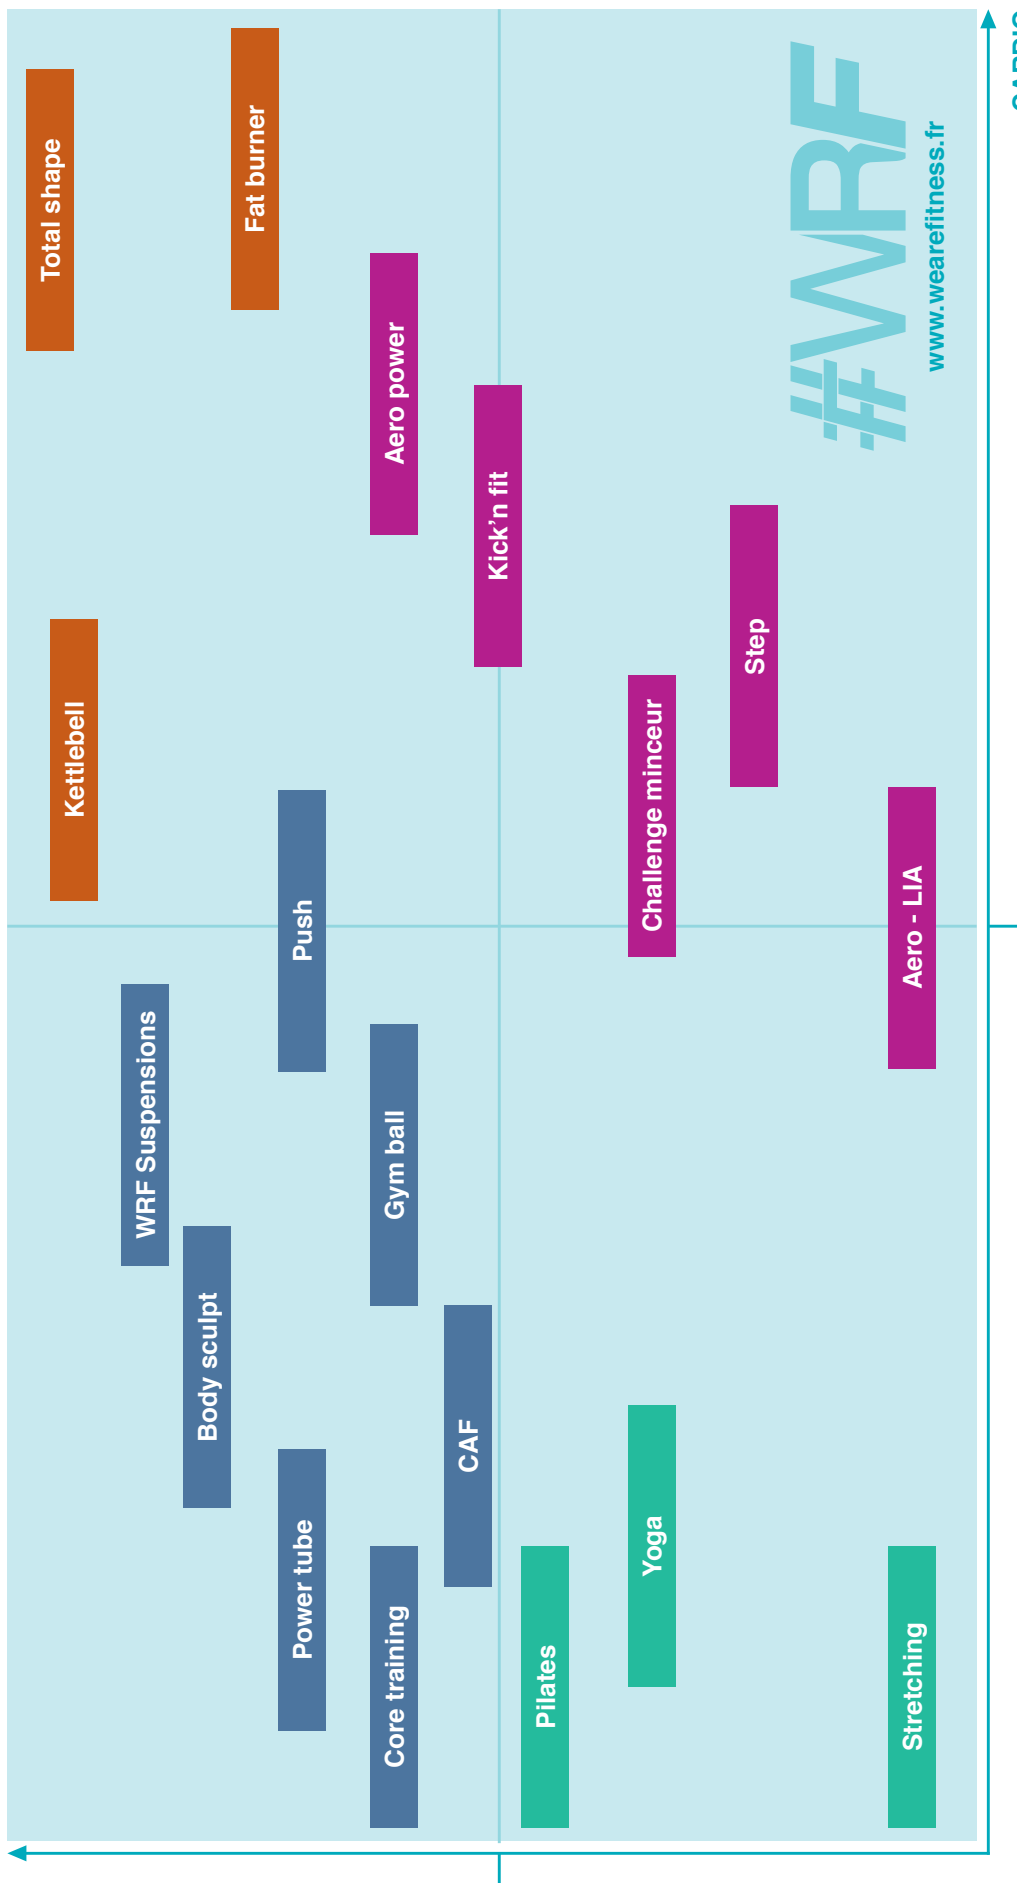 Total shape
Fat burner
Kettlebell
Aero power
WRF Suspensions
Body sculpt
Push
Kick’n fit
Power tube
Gym ball
Core training
CAF
Challenge minceur
Step
Pilates
Yoga
Aero - LIA
Stretching
#WRF
www.wearefitness.fr